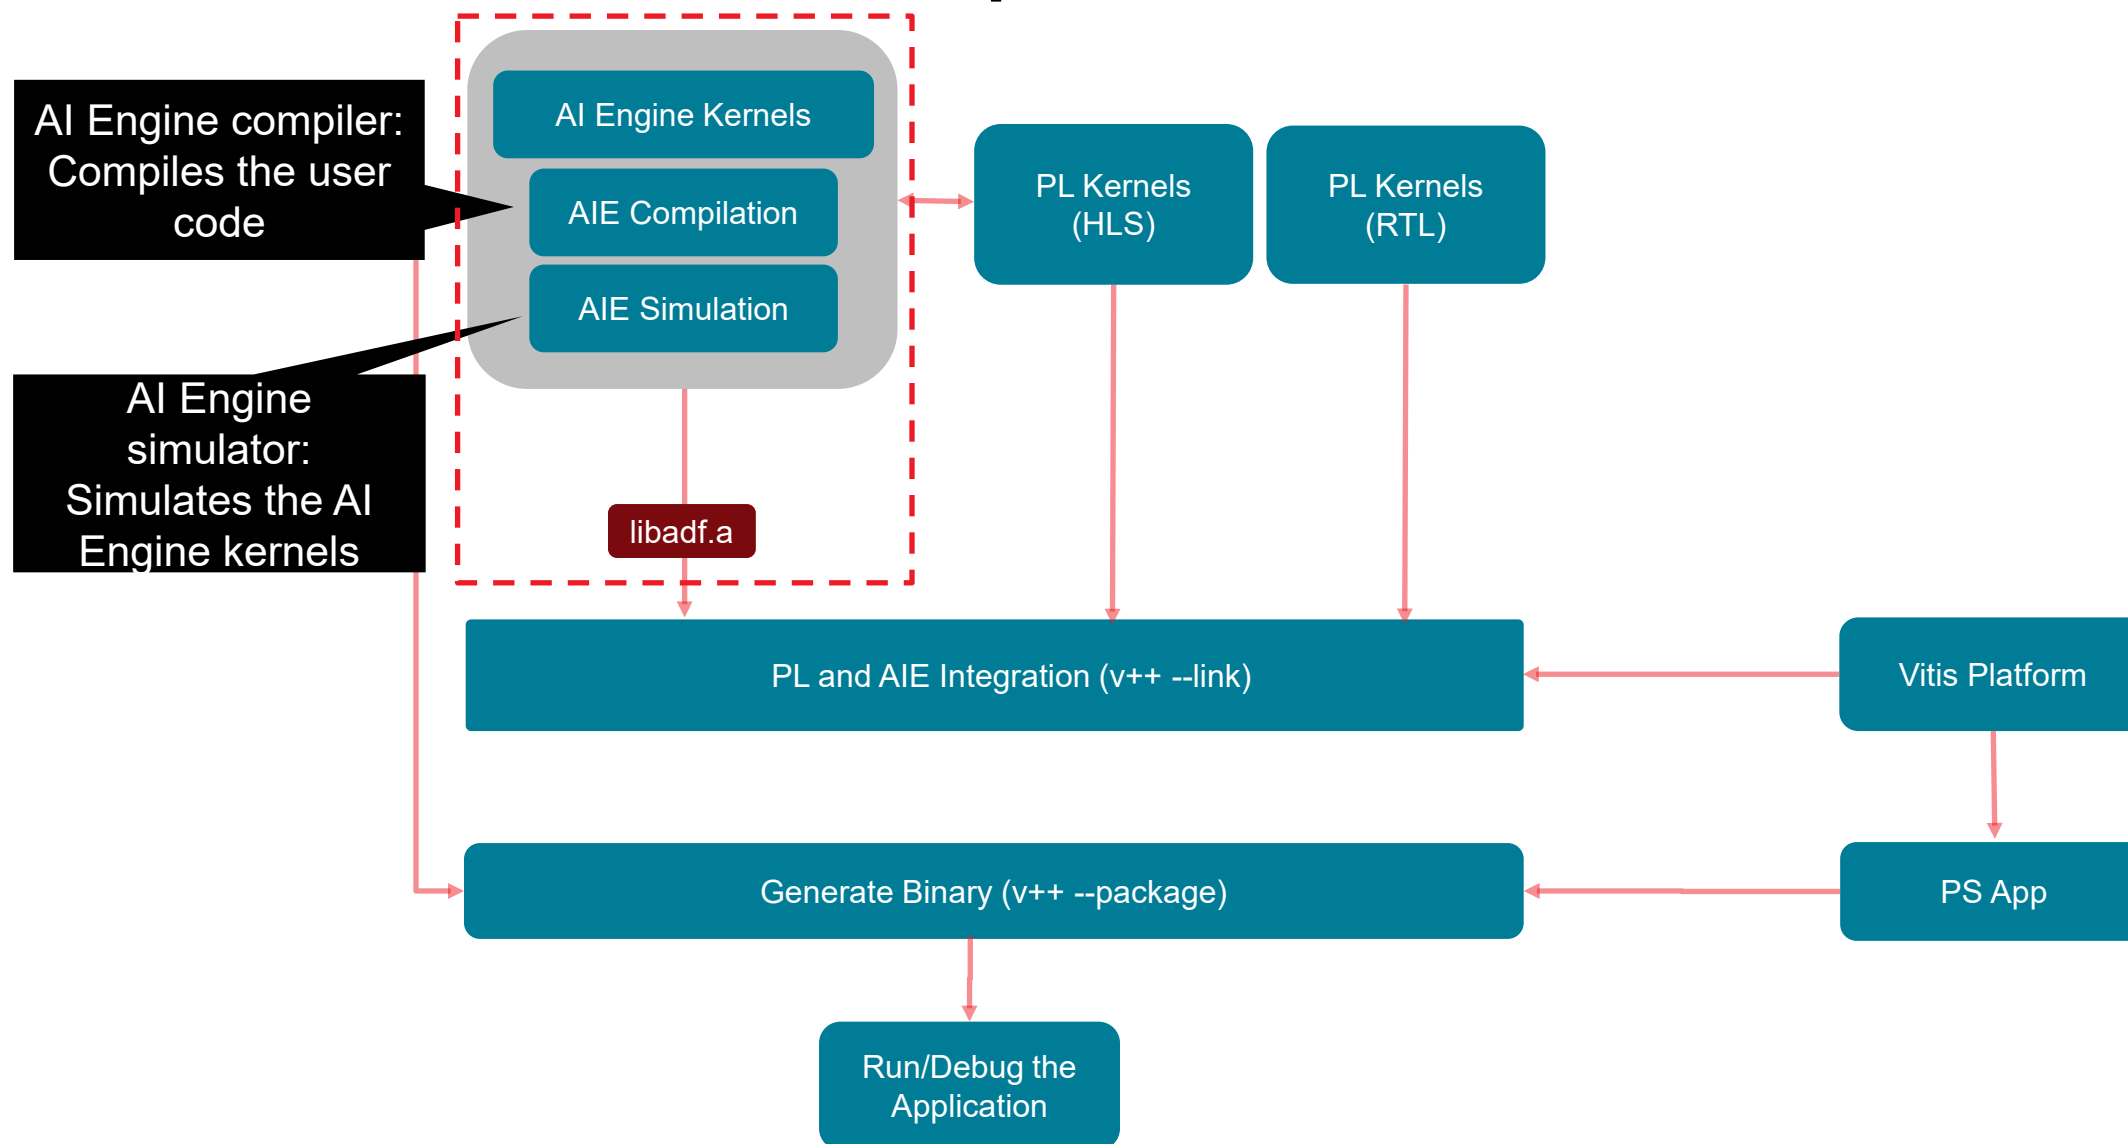 AI Engine compiler:
Compiles the user
code
AI Engine
simulator:
Simulates the AI
Engine kernels
AI Engine Kernels
AIE Compilation
AIE Simulation
libadf.a
PL Kernels
(HLS)
PL Kernels
(RTL)
PL and AIE Integration (v++ --link)
Vitis Platform
Generate Binary (v++ --package)
PS App
Run/Debug the
Application